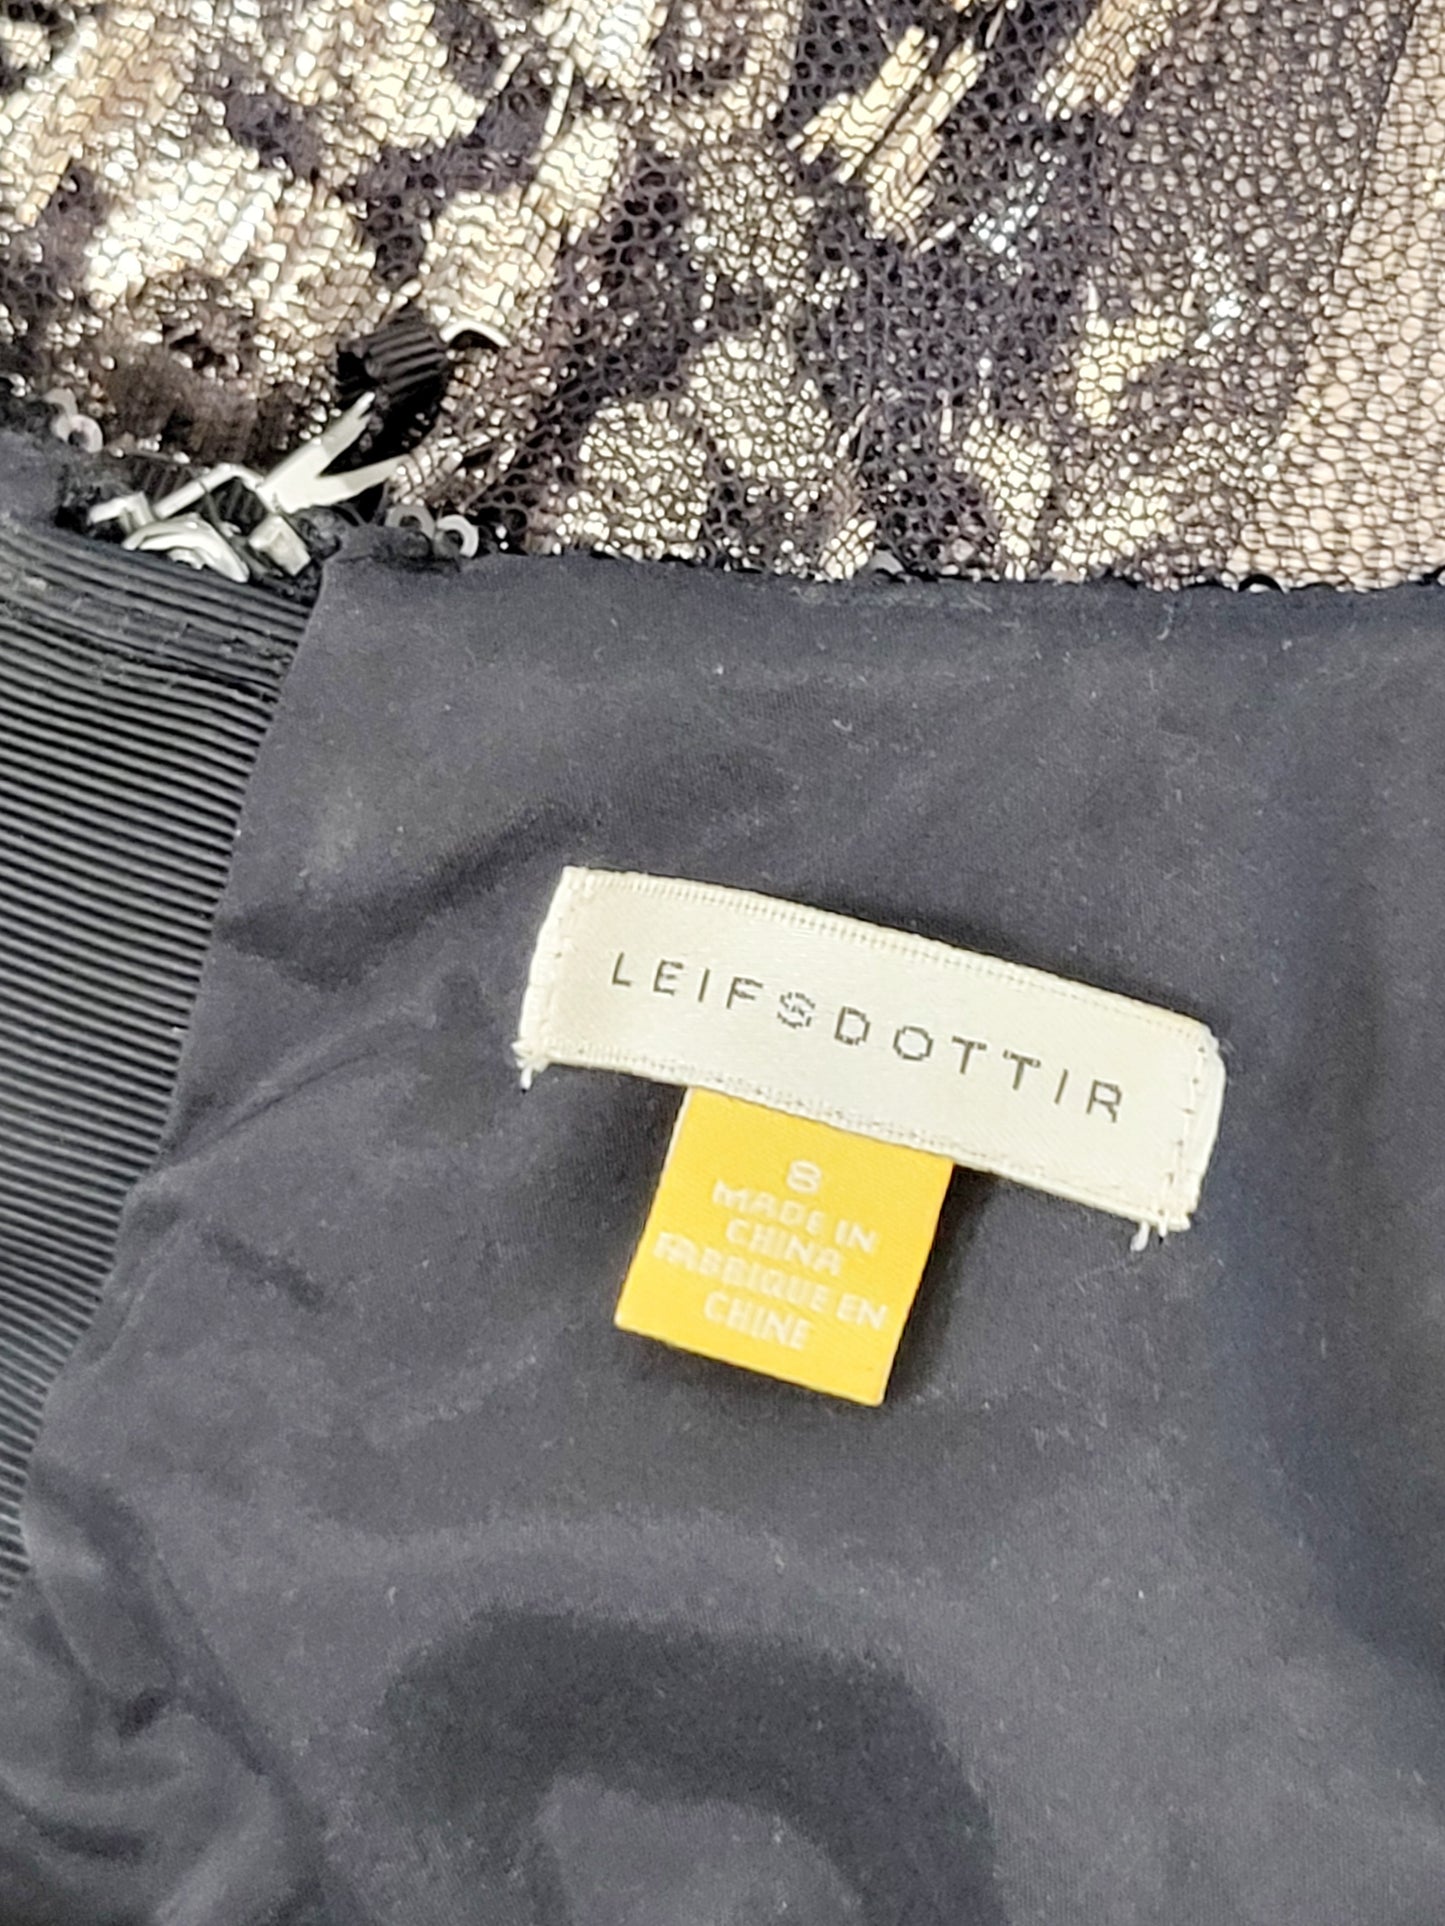 LEIFSDOTTIR
8
MADE IN
CHINA
FABRIQUE EN
CHINE